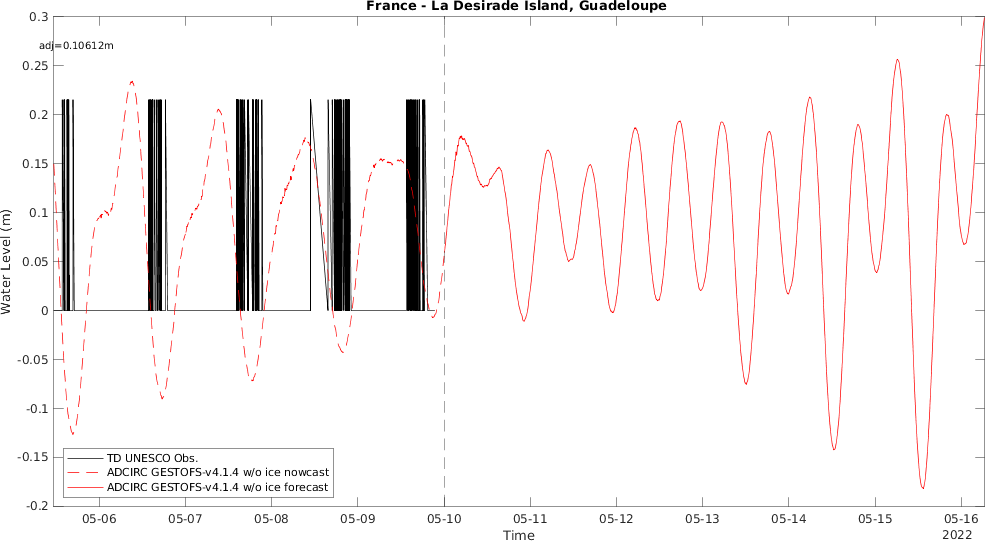 France - La Desirade Island, Guadeloupe
adj=0.10612m
0.3
0.25
0.2
0.15
0.1
0.05
0
-0.05
-0.1
-0.15
-0.2
Water Level (m)
TD UNESCO Obs.
ADCIRC GESTOFS-v4.1.4 w/o ice nowcast
ADCIRC GESTOFS-v4.1.4 w/o ice forecast
05-06 05-07 05-08 05-09 05-10 05-11 05-12 05-13 05-14 05-15 05-16
Time
2022